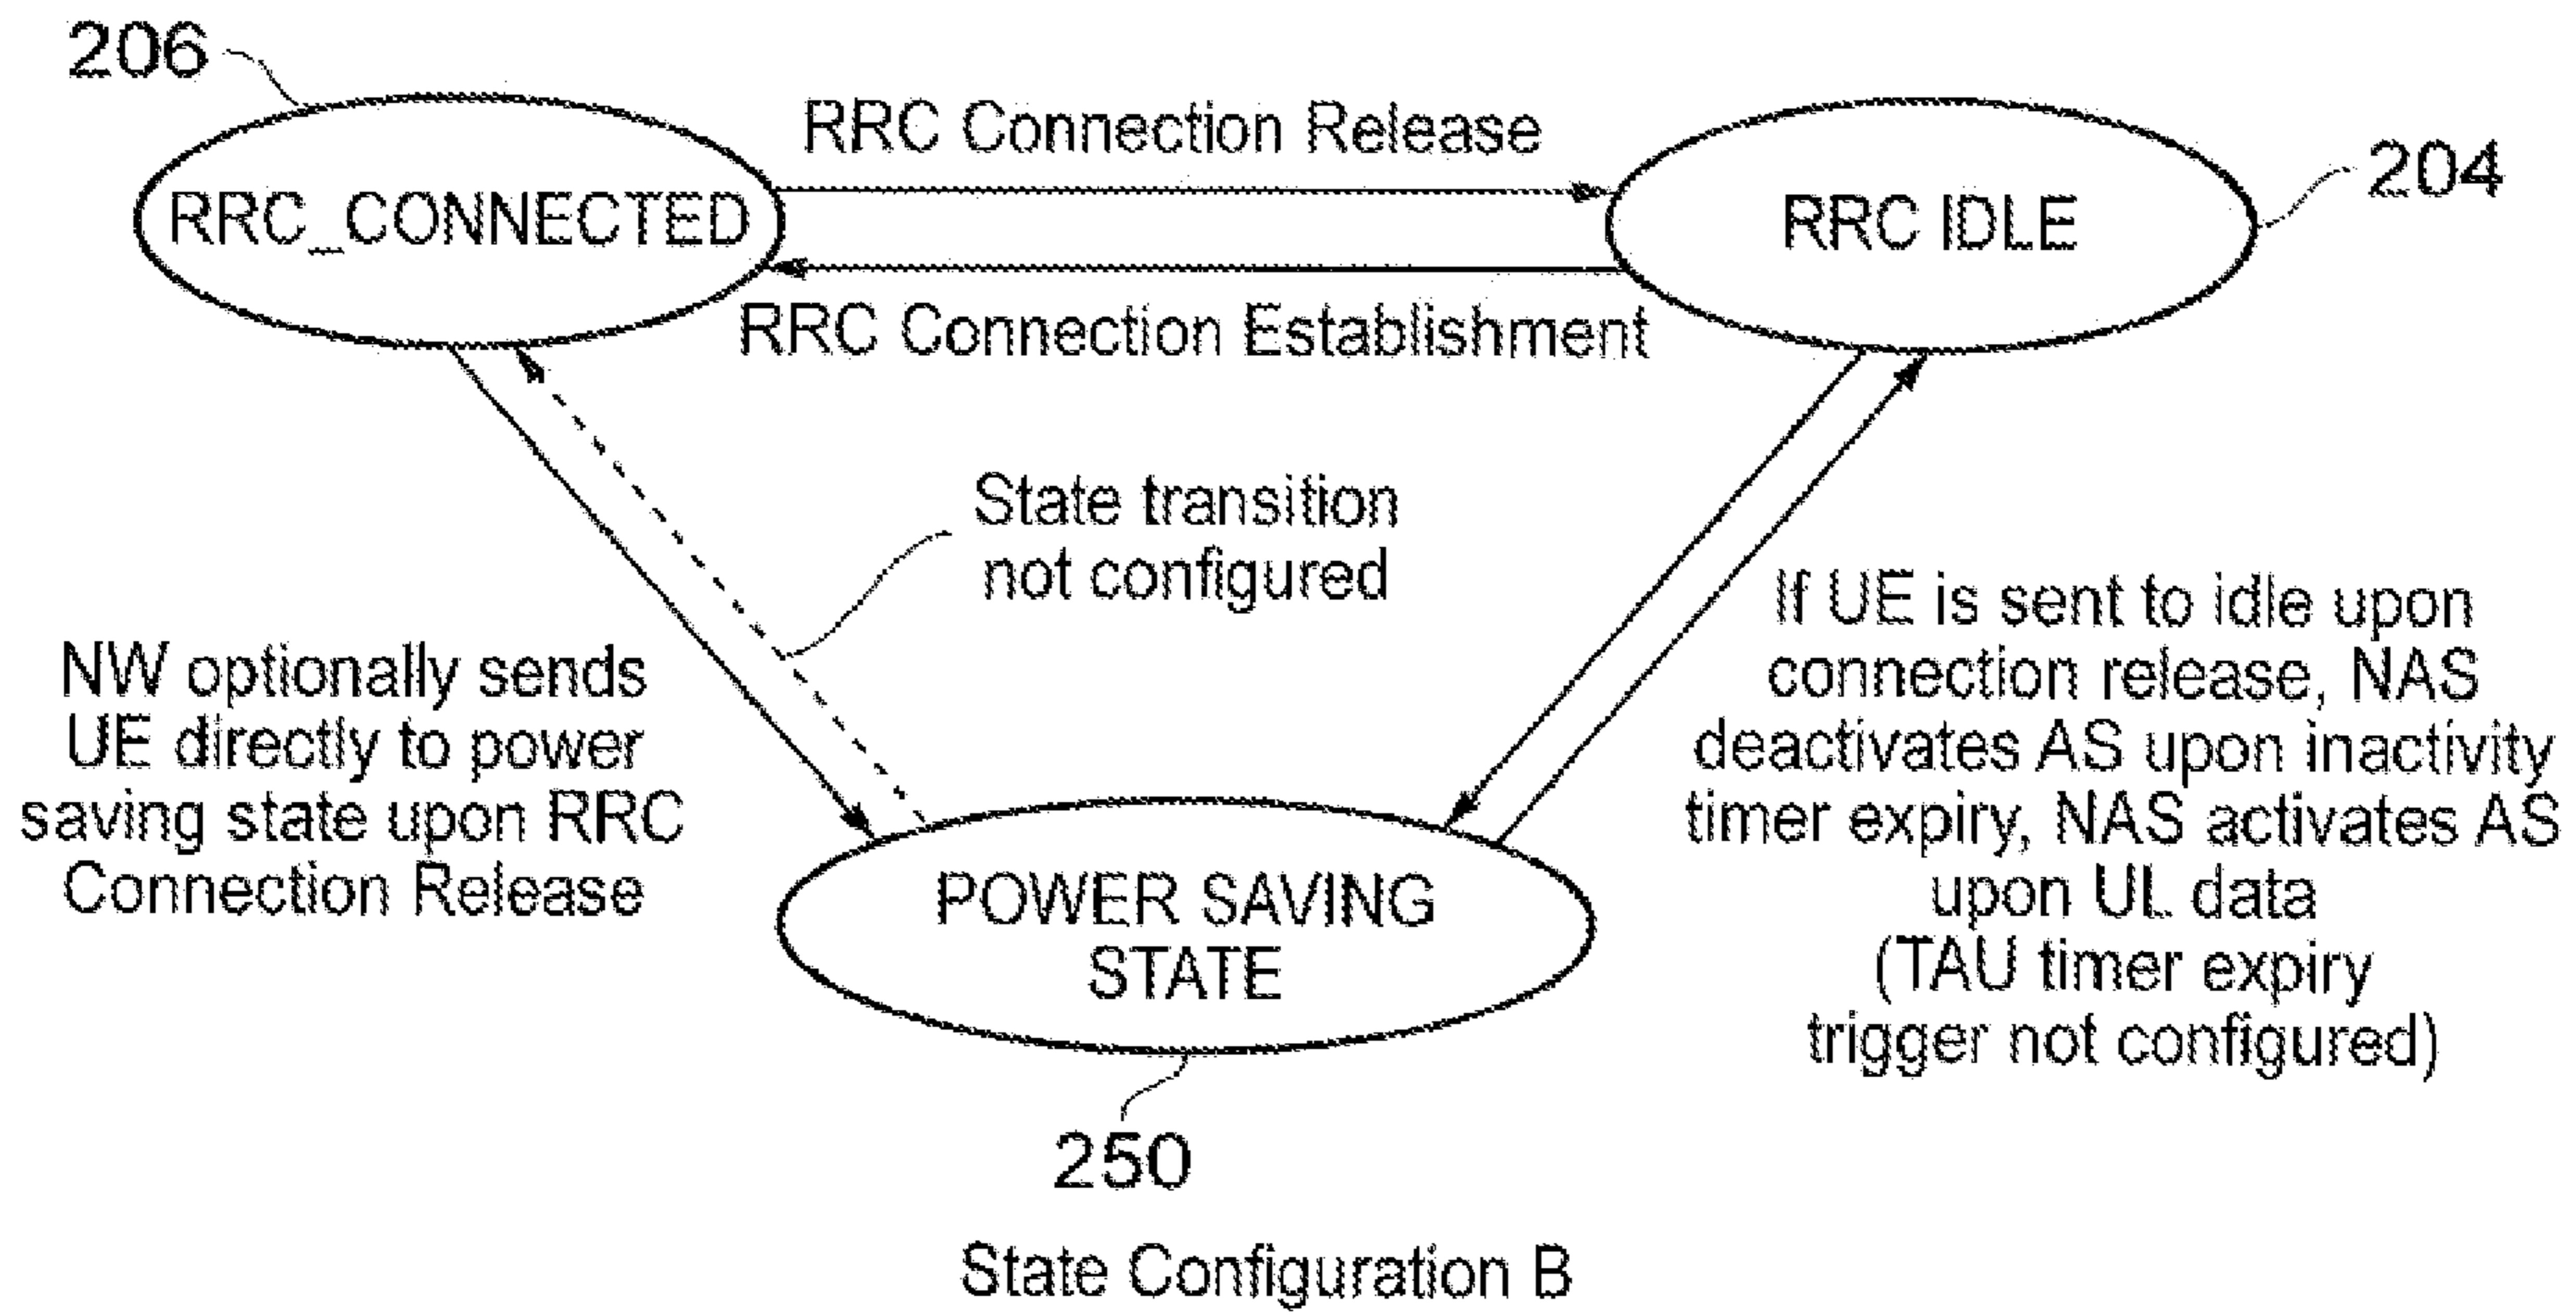 206
RRC Connection Release
204
RRC_CONNECTED
RRC IDLE
RRC Connection Establishment
State transition
not configured
NW optionally sends
UE directly to power
saving state upon RRC
Connection Release
If UE is sent to idle upon
connection release, NAS
deactivates AS upon inactivity
timer expiry, NAS activates AS
upon UL data
(TAU timer expiry
trigger not configured)
POWER SAVING
STATE
250
State Configuration B